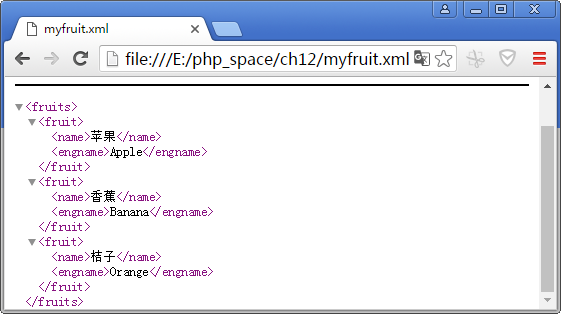 myfruit.xml
file:///E:/php_space/ch12/myfruit.xml
<fruits>
<fruit>
<name>苹果</name>
<engname>Apple</engname>
</fruit>
<fruit>
<name>香蕉</name>
<engname>Banana</engname>
</fruit>
<fruit>
<name>桔子</name>
<engname>Orange</engname>
</fruit>
</fruits>